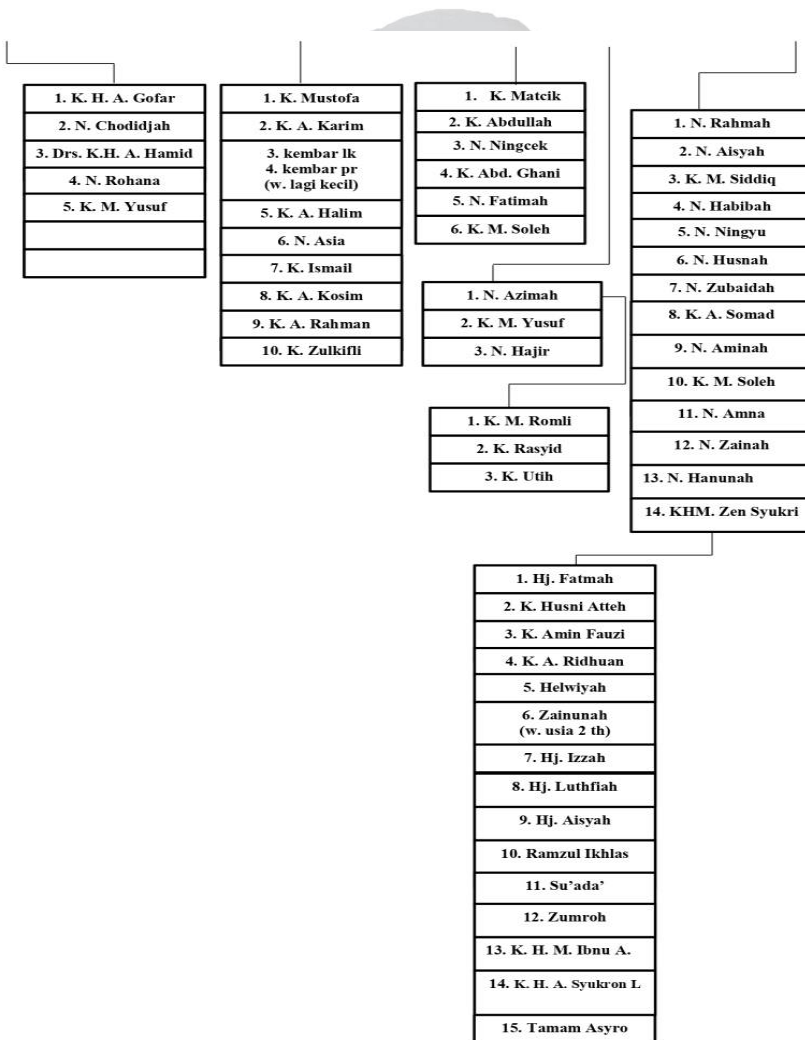 1. K. H. A. Gofar
2. N. Chodidjah
3. Drs. K.H. A. Hamid
4. N. Rohana
5. K. M. Yusuf
1. K. Mustofa
2. K. A. Karim
3. kembar lk
4. kembar pr
(w. lagi kecil)
5. K. A. Halim
6. N. Asia
7. K. Ismail
8. K. A. Kosim
9. K. A. Rahman
10. K. Zulkifli
1. K. Matcik
2. K. Abdullah
3. N. Ningcek
4. K. Abd. Ghani
5. N. Fatimah
6. K. M. Soleh
1. N. Azimah
2. K. M. Yusuf
3. N. Hajir
1. K. M. Romli
2. K. Rasyid
3. K. Utih
1. N. Rahmah
2. N. Aisyah
3. K. M. Siddiq
4. N. Habibah
5. N. Ningyu
6. N. Husnah
7. N. Zubaidah
8. K. A. Somad
9. N. Aminah
10. K. M. Soleh
11. N. Amna
12. N. Zainah
13. N. Hanunah
14. KHM. Zen Syukri
1. Hj. Fatmah
2. K. Husni Atteh
3. K. Amin Fauzi
4. K. A. Ridhuan
5. Helwiyah
6. Zainunah
(w. usia 2 th)
7. Hj. Izzah
8. Hj. Luthfiah
9. Hj. Aisyah
10. Ramzul Ikhlas
11. Su’ada’
12. Zumroh
13. K. H. M. Ibnu A.
14. K. H. A. Syukron L
15. Tamam Asyro